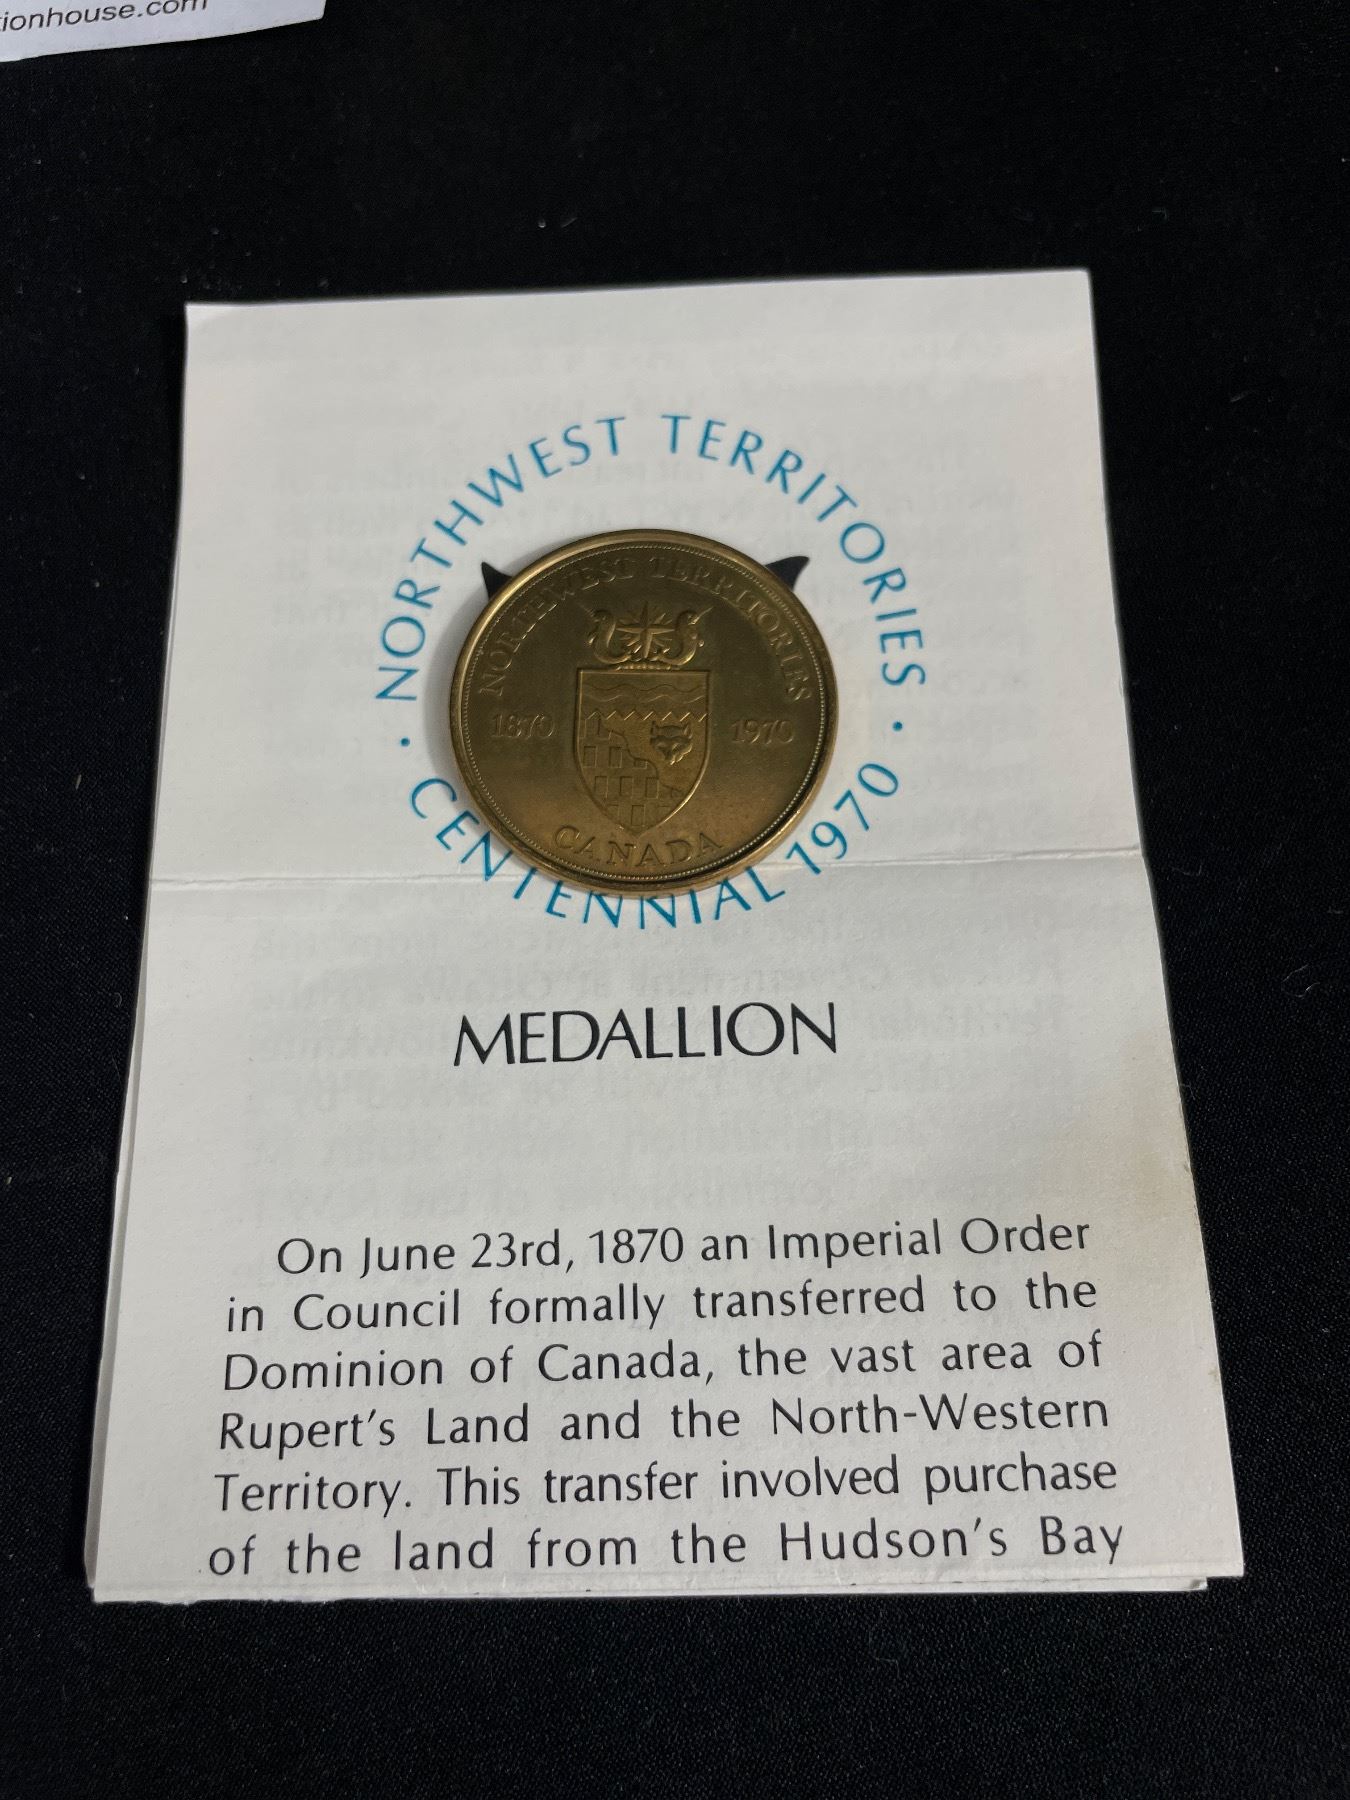 tionhouse.com
NORTHWEST TERRITORIES
· CENTENNIAL 1970 ·
NORTHWEST TERRITORIES
1870 1970
CANADA
MEDALLION
On June 23rd, 1870 an Imperial Order
in Council formally transferred to the
Dominion of Canada, the vast area of
Rupert's Land and the North-Western
Territory. This transfer involved purchase
of the land from the Hudson's Bay